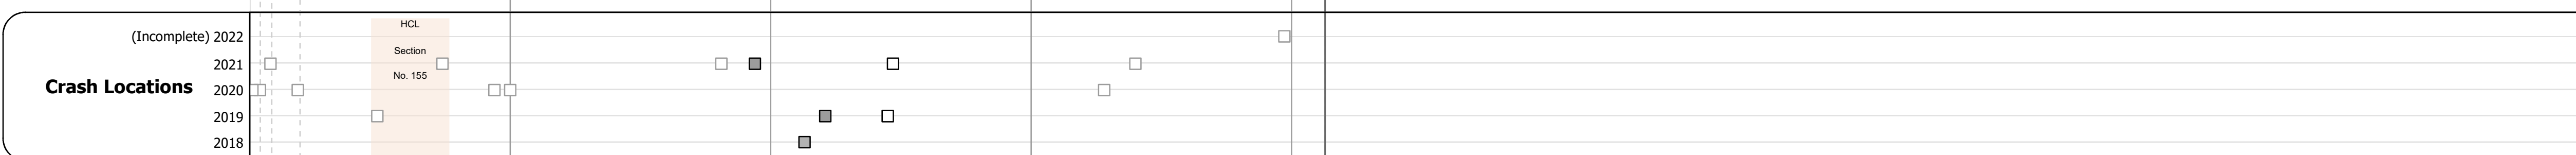 HCL
(Incomplete) 2022
Section
2021
No. 155
Crash Locations
2020
2019
2018